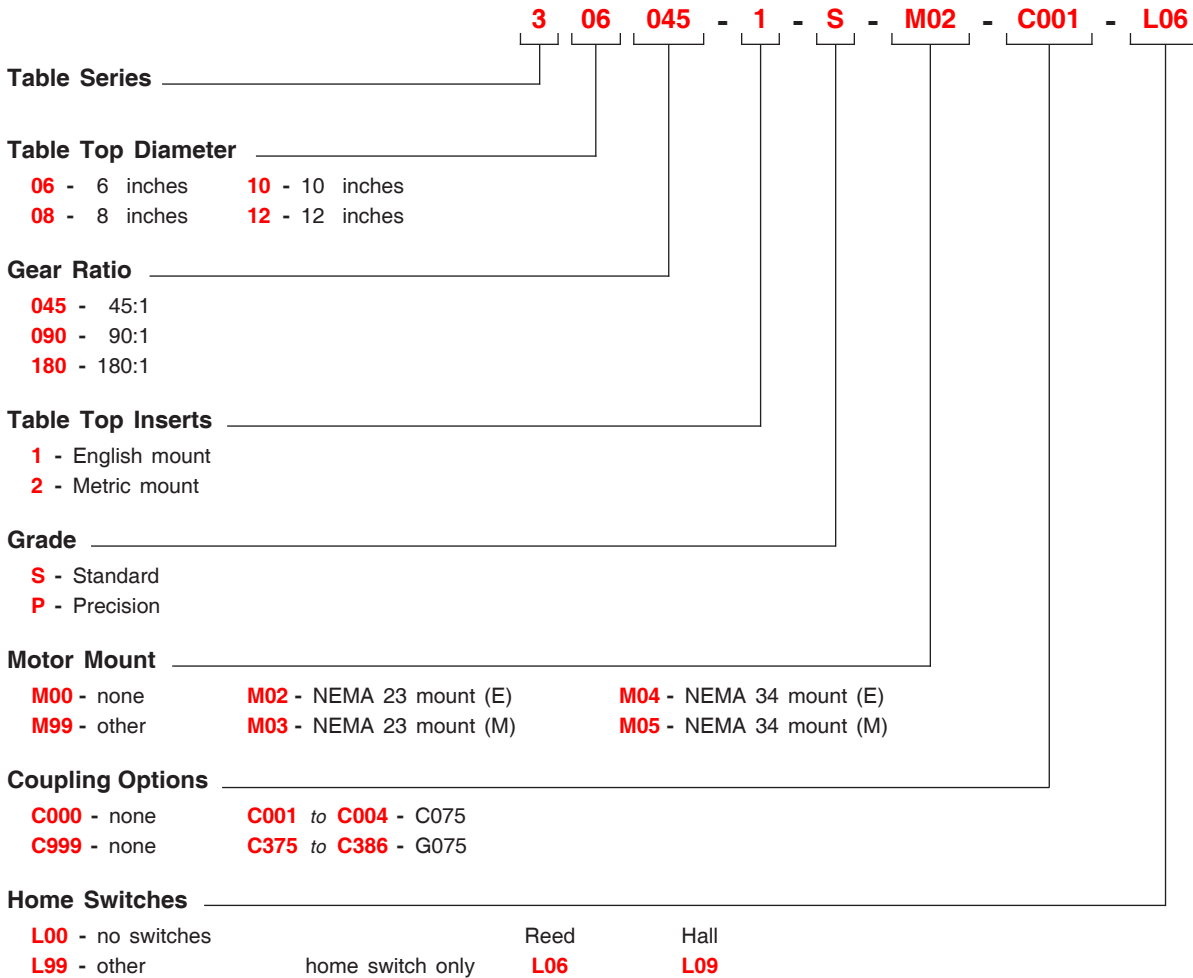 3 06 045 - 1 - S - M02 - C001 - L06
Table Series
Table Top Diameter
06 - 6 inches 10 - 10 inches
08 - 8 inches 12 - 12 inches
Gear Ratio
045 - 45:1
090 - 90:1
180 - 180:1
Table Top Inserts
1 - English mount
2 - Metric mount
Grade
S - Standard
P - Precision
Motor Mount
M00 - none M02 - NEMA 23 mount (E) M04 - NEMA 34 mount (E)
M99 - other M03 - NEMA 23 mount (M) M05 - NEMA 34 mount (M)
Coupling Options
C000 - none C001 to C004 - C075
C999 - none C375 to C386 - G075
Home Switches
L00 - no switches Reed Hall
L99 - other home switch only L06 L09